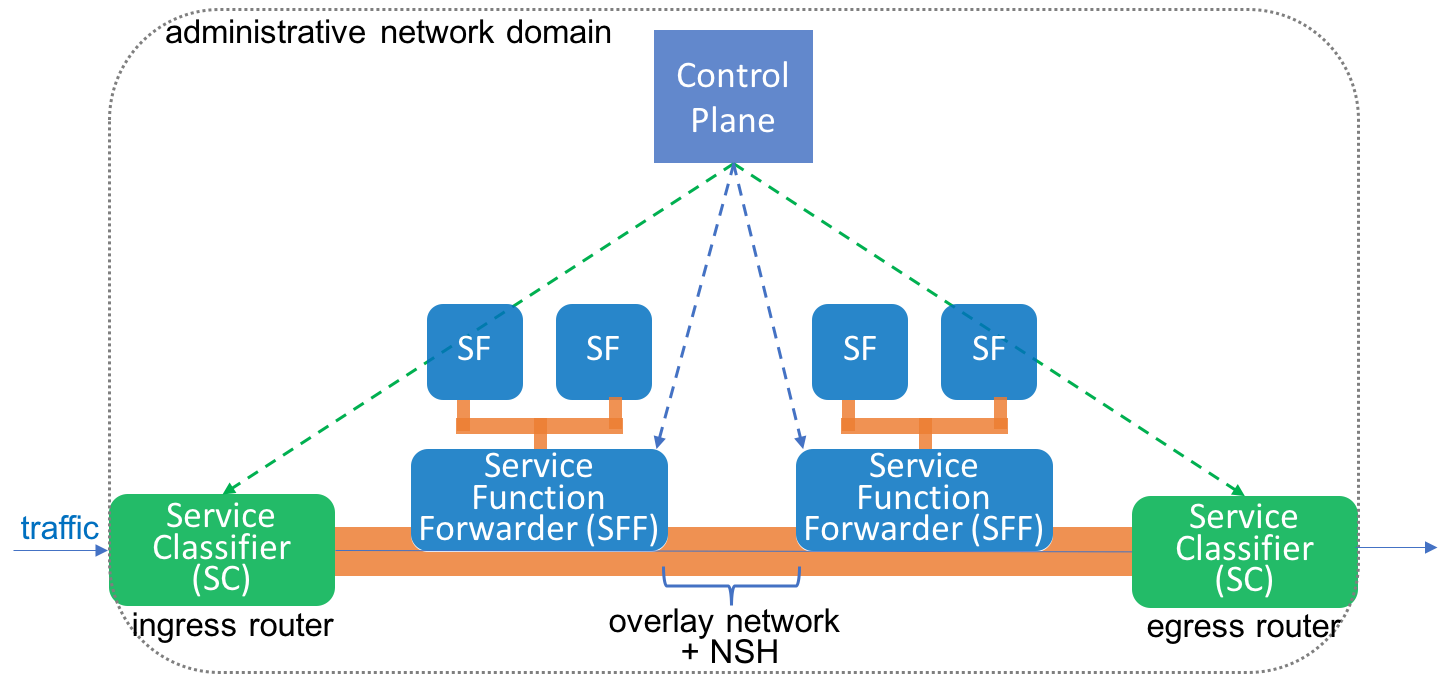 administrative network domain
Control
Plane
SF
SF
SF
SF
Service
Function
Forwarder (SFF)
Service
Function
Forwarder (SFF)
traffic
Service
Classifier
(SC)
Service
Classifier
(SC)
ingress router
overlay network
+ NSH
egress router